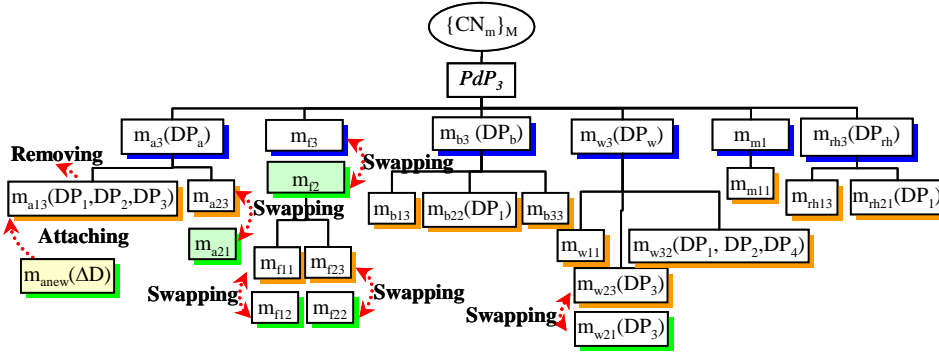 {CN_m}_M
PdP_3
m_a3 (DP_a)
m_f3
m_b3 (DP_b)
m_w3 (DP_w)
m_m1
m_rh3 (DP_rh)
Removing
Swapping
m_f2
m_a13(DP_1,DP_2,DP_3)
m_a23
m_b13
m_b22(DP_1)
m_b33
m_m11
m_rh13
m_rh21(DP_1)
Swapping
Attaching
m_a21
m_w11
m_w32(DP_1, DP_2,DP_4)
m_anew(ΔD)
m_f11
m_f23
m_w23(DP_3)
Swapping
Swapping
m_f12
m_f22
Swapping
m_w21(DP_3)